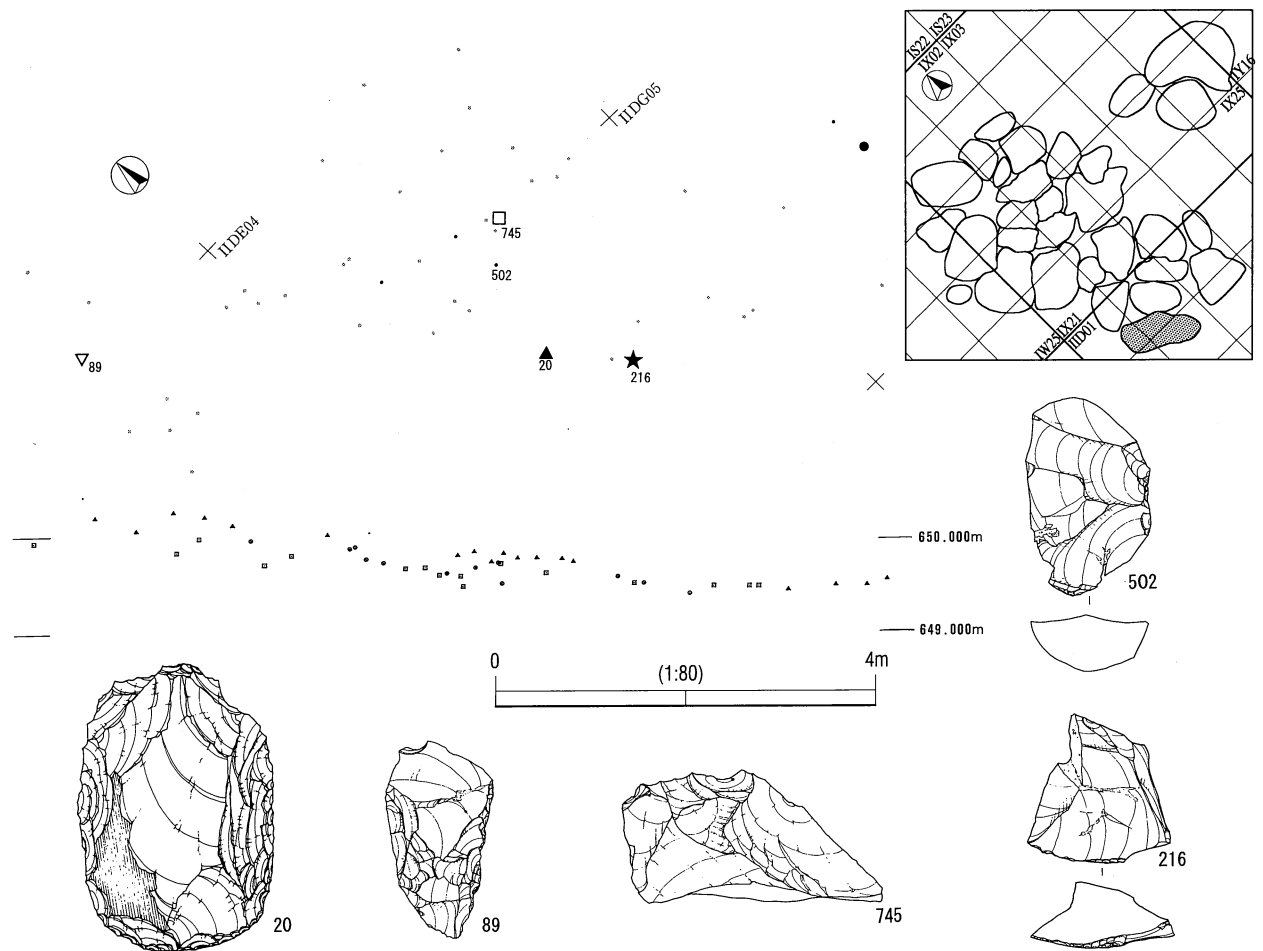 IS22 IS23
IX02 IX03
IY16
IX25
IW25 IX21
IID01
IIDG05
IIDE04
745
502
89
20
216
650.000m
649.000m
502
0
(1:80)
4m
216
20
89
745